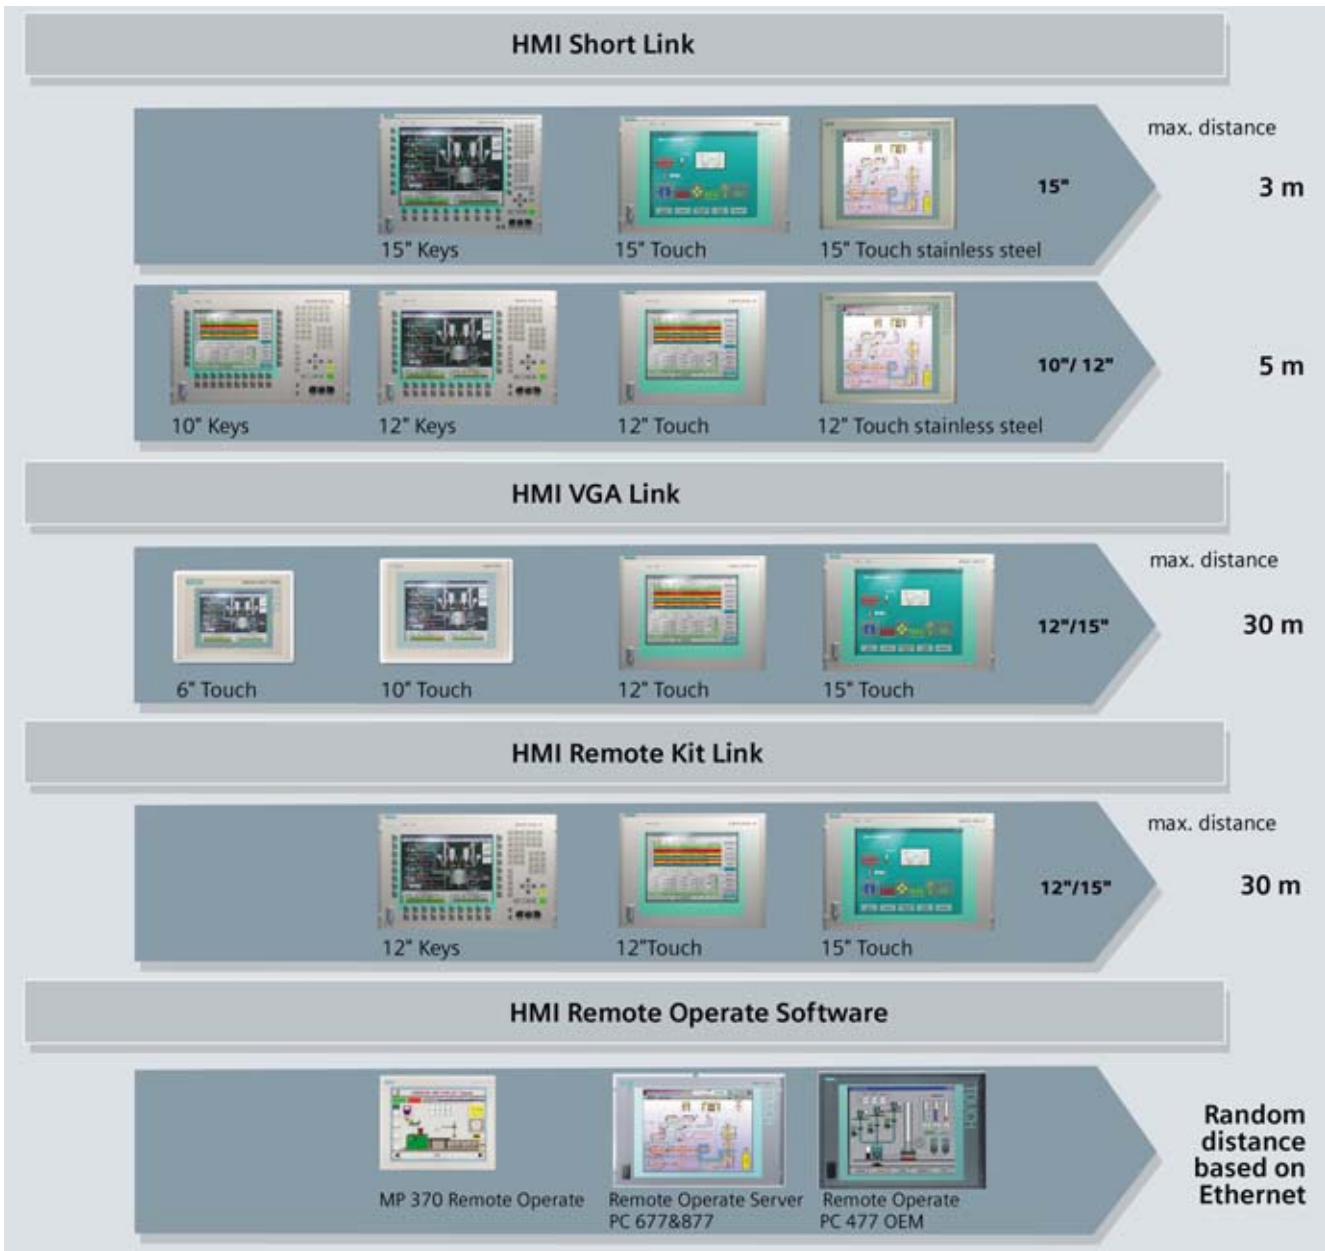 HMI Short Link
max. distance
15"
3 m
15" Keys
15" Touch
15" Touch stainless steel
10"/ 12"
5 m
10" Keys
12" Keys
12" Touch
12" Touch stainless steel
HMI VGA Link
max. distance
12"/15"
30 m
6" Touch
10" Touch
12" Touch
15" Touch
HMI Remote Kit Link
max. distance
12"/15"
30 m
12" Keys
12"Touch
15" Touch
HMI Remote Operate Software
Random
distance
based on
Ethernet
MP 370 Remote Operate
Remote Operate Server
PC 677&877
Remote Operate
PC 477 OEM